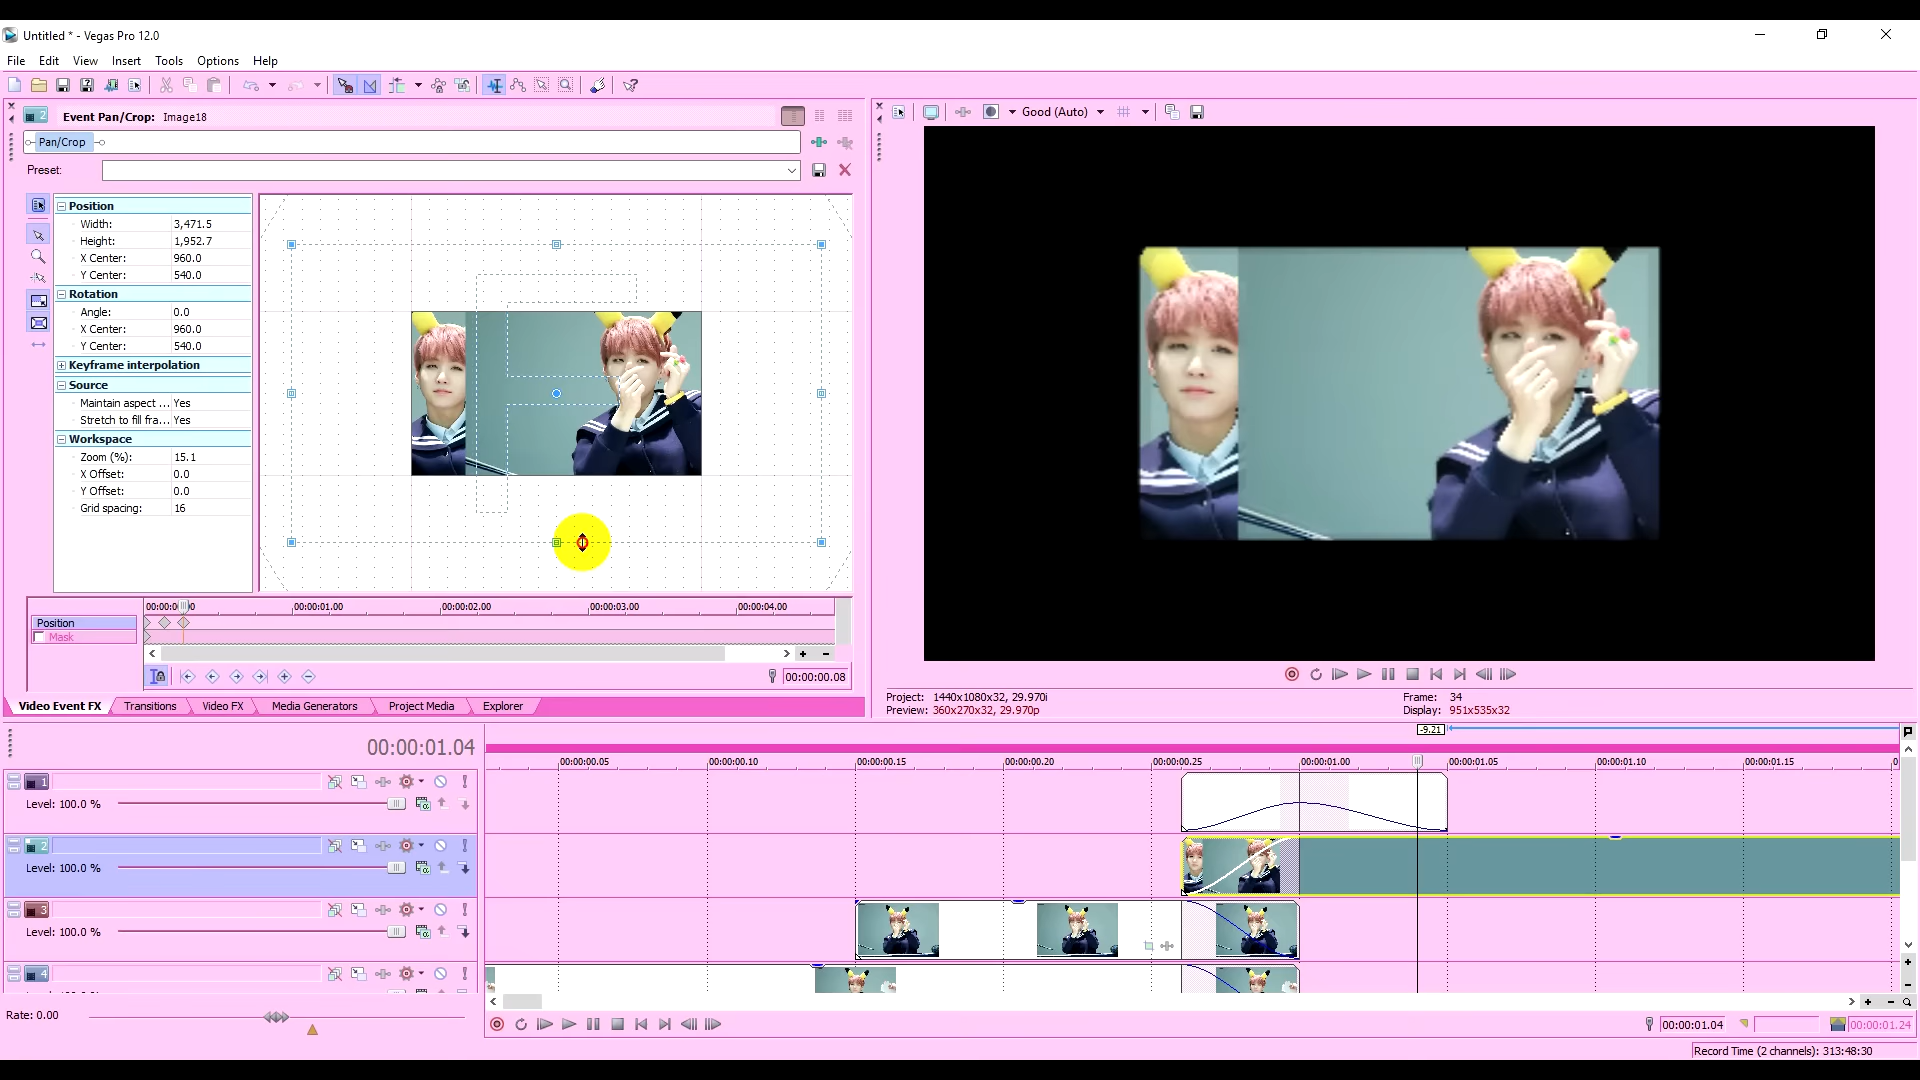 Untitled * - Vegas Pro 12.0
File Edit View Insert Tools Options Help
2 Event Pan/Crop: Image18
Good (Auto)
Pan/Crop
Preset:
Position
Width: 3,471.5
Height: 1,952.7
X Center: 960.0
Y Center: 540.0
Rotation
Angle: 0.0
X Center: 960.0
Y Center: 540.0
Keyframe interpolation
Source
Maintain aspect ... Yes
Stretch to fill fra... Yes
Workspace
Zoom (%): 15.1
X Offset: 0.0
Y Offset: 0.0
Grid spacing: 16
00:00:01.00 00:00:02.00 00:00:03.00 00:00:04.00
Position
Mask
00:00:00.08
Video Event FX Transitions Video FX Media Generators Project Media Explorer
Project: 1440x1080x32, 29.970i Frame: 34
Preview: 360x270x32, 29.970p Display: 951x535x32
-9.21
00:00:01.04
00:00:00.05 00:00:00.10 00:00:00.15 00:00:00.20 00:00:00.25 00:00:01.00 00:00:01.05 00:00:01.10 00:00:01.15
1
Level: 100.0 %
2
Level: 100.0 %
3
Level: 100.0 %
4
Rate: 0.00
00:00:01.04 00:00:01.24
Record Time (2 channels): 313:48:30